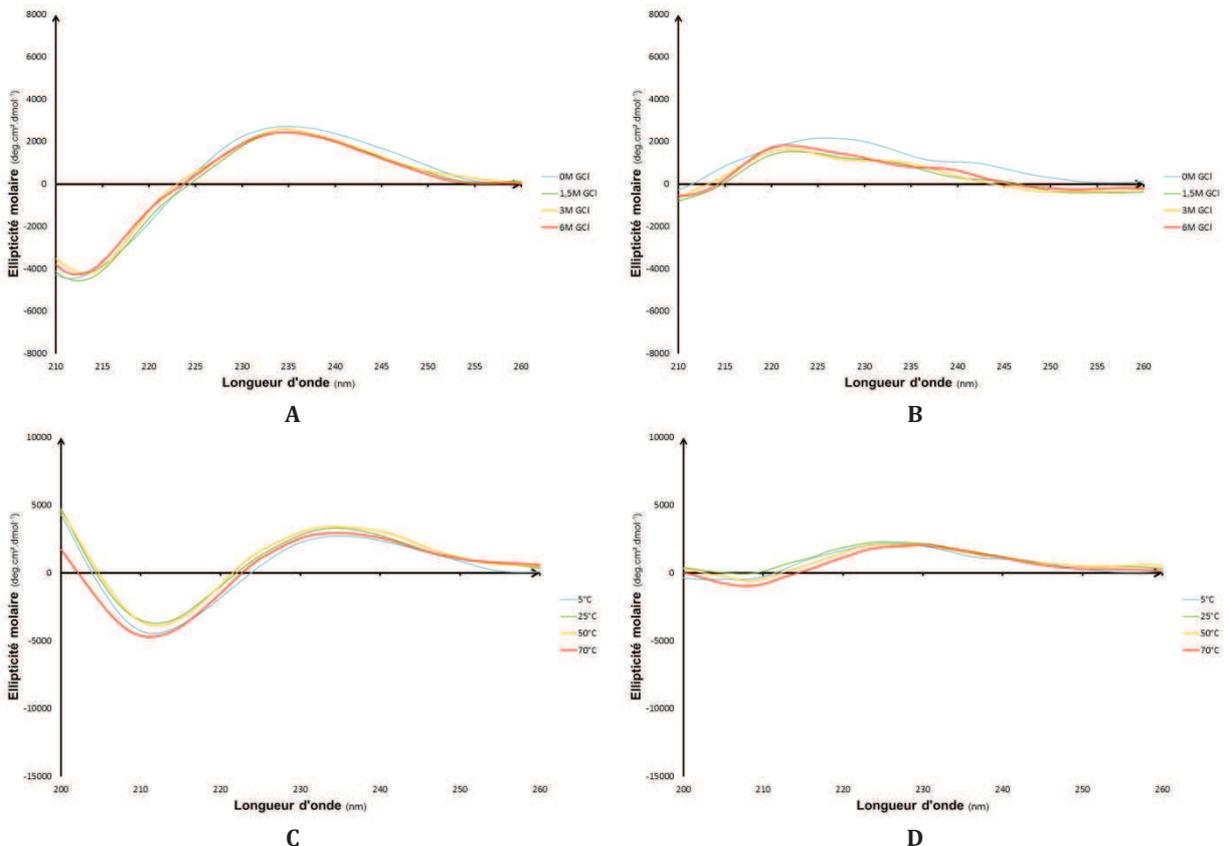 8000
6000
4000
2000
0
-2000
-4000
-6000
-8000
Ellipticité molaire (deg.cm².dmol⁻¹)
210 215 220 225 230 235 240 245 250 255 260
Longueur d'onde (nm)
0M GCl
1,5M GCl
3M GCl
6M GCl
A
8000
6000
4000
2000
0
-2000
-4000
-6000
-8000
Ellipticité molaire (deg.cm².dmol⁻¹)
210 215 220 225 230 235 240 245 250 255 260
Longueur d'onde (nm)
0M GCl
1,5M GCl
3M GCl
6M GCl
B
10000
5000
0
-5000
-10000
-15000
Ellipticité molaire (deg.cm².dmol⁻¹)
200 210 220 230 240 250 260
Longueur d'onde (nm)
5°C
25°C
50°C
70°C
C
10000
5000
0
-5000
-10000
-15000
Ellipticité molaire (deg.cm².dmol⁻¹)
200 210 220 230 240 250 260
Longueur d'onde (nm)
5°C
25°C
50°C
70°C
D